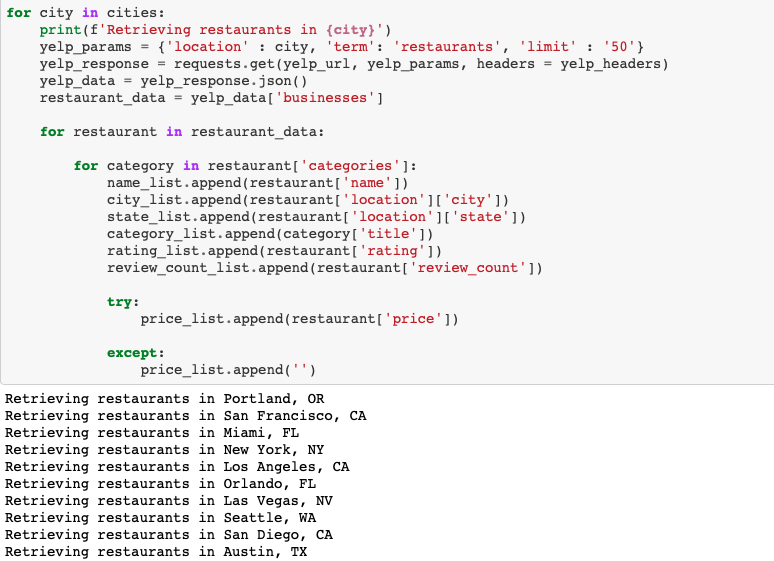 for city in cities:
    print(f'Retrieving restaurants in {city}')
    yelp_params = {'location' : city, 'term': 'restaurants', 'limit' : '50'}
    yelp_response = requests.get(yelp_url, yelp_params, headers = yelp_headers)
    yelp_data = yelp_response.json()
    restaurant_data = yelp_data['businesses']

    for restaurant in restaurant_data:

        for category in restaurant['categories']:
            name_list.append(restaurant['name'])
            city_list.append(restaurant['location']['city'])
            state_list.append(restaurant['location']['state'])
            category_list.append(category['title'])
            rating_list.append(restaurant['rating'])
            review_count_list.append(restaurant['review_count'])

            try:
                price_list.append(restaurant['price'])

            except:
                price_list.append('')
Retrieving restaurants in Portland, OR
Retrieving restaurants in San Francisco, CA
Retrieving restaurants in Miami, FL
Retrieving restaurants in New York, NY
Retrieving restaurants in Los Angeles, CA
Retrieving restaurants in Orlando, FL
Retrieving restaurants in Las Vegas, NV
Retrieving restaurants in Seattle, WA
Retrieving restaurants in San Diego, CA
Retrieving restaurants in Austin, TX